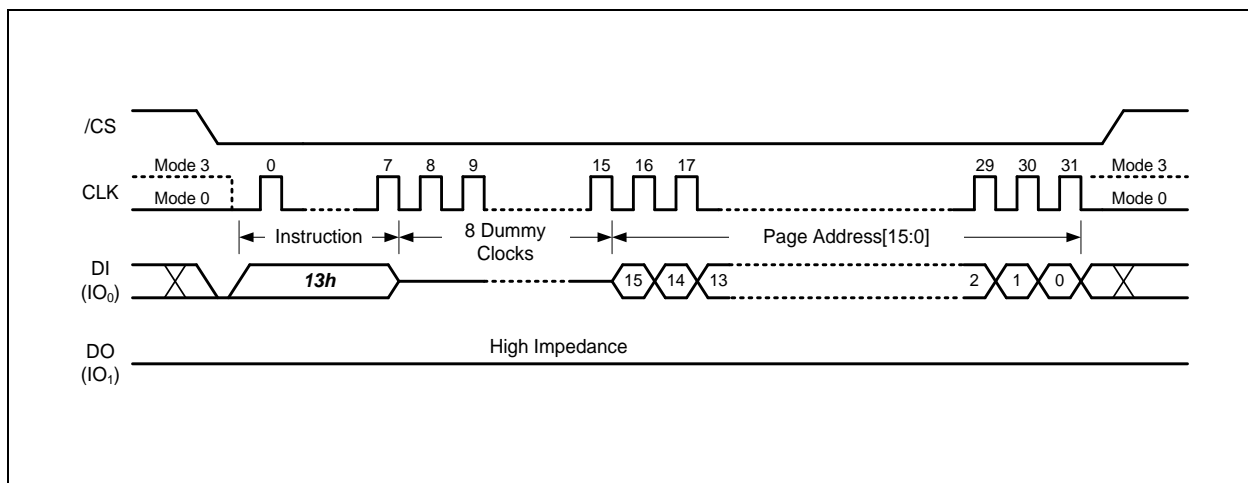 /CS
Mode 3 0 7 8 9 15 16 17 29 30 31 Mode 3
CLK
Mode 0 Mode 0
Instruction 8 Dummy Clocks Page Address[15:0]
DI (IO₀) 13h 15 14 13 2 1 0
High Impedance
DO (IO₁)